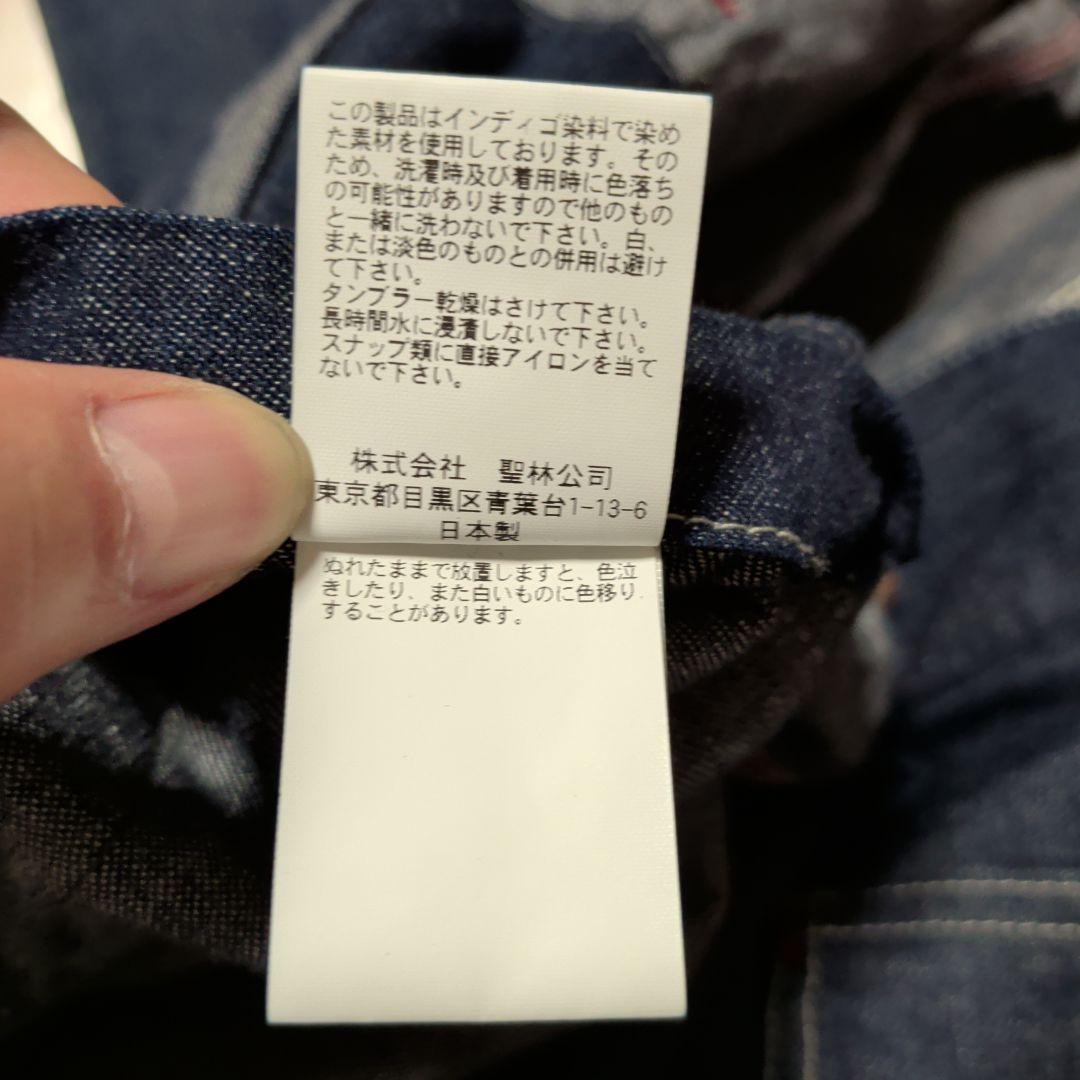 この製品はインディゴ染料で染め
た素材を使用しております。その
ため、洗濯時及び着用時に色落ち
の可能性がありますので他のもの
と一緒に洗わないで下さい。白、
または淡色のものとの併用は避け
て下さい。
タンブラー乾燥はさけて下さい。
長時間水に浸漬しないで下さい。
スナップ類に直接アイロンを当て
ないで下さい。
株式会社 聖林公司
東京都目黒区青葉台1-13-6
日本製
ぬれたままで放置しますと、色泣
きしたり、また白いものに色移り
することがあります。